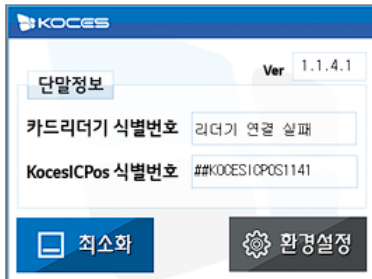 KOCES
Ver 1.1.4.1
단말정보
카드리더기 식별번호 리더기 연결 실패
KocesICPos 식별번호 ##KOCESICPOS1141
최소화 환경설정